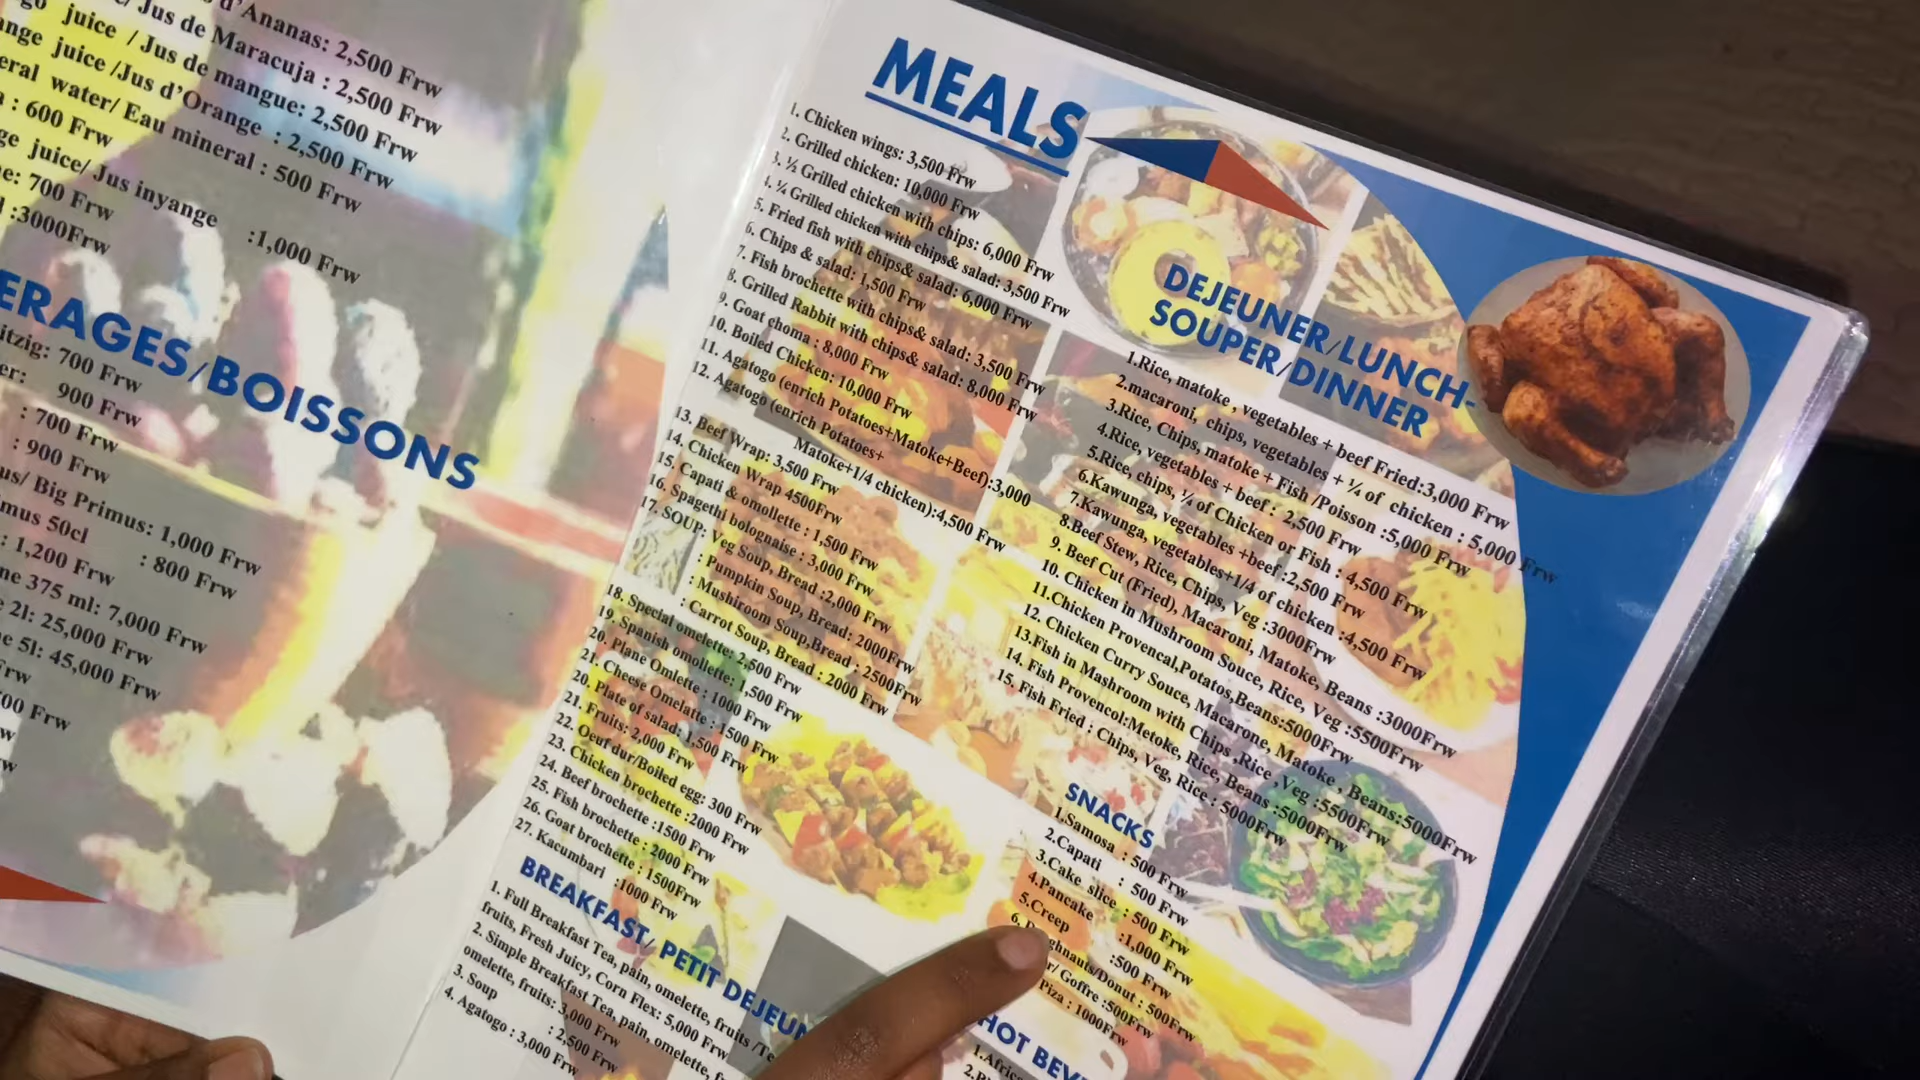 d'Ananas: 2,500 Frw
Jus de Maracuja : 2,500 Frw
juice / Jus de mangue: 2,500 Frw
juice /Jus d'Orange : 2,500 Frw
water/ Eau mineral : 500 Frw
: 600 Frw
juice/ Jus inyange :1,000 Frw
: 700 Frw
:3000Frw
ERAGES/BOISSONS
itzig: 700 Frw
900 Frw
: 700 Frw
: 900 Frw
us/ Big Primus: 1,000 Frw
mus 50cl : 800 Frw
: 1,200 Frw
ne 375 ml: 7,000 Frw
2l: 25,000 Frw
ne 5l: 45,000 Frw
MEALS
1. Chicken wings: 3,500 Frw
2. Grilled chicken: 10.000 Frw
3. ½ Grilled chicken with chips: 6,000 Frw
4. ¼ Grilled chicken with chips& salad: 3,500 Frw
5. Fried fish with chips& salad: 6,000 Frw
6. Chips & salad: 1,500 Frw
7. Fish brochette with chips& salad: 3,500 Frw
8. Grilled Rabbit with chips& salad: 8,000 Frw
9. Goat choma : 8,000 Frw
10. Boiled Chicken: 10,000 Frw
11. Agatogo (enrich Potatoes+Matoke+Beef):3,000
12. Agatogo (enrich Potatoes+
Matoke+1/4 chicken):4,500 Frw
13. Beef Wrap: 3,500 Frw
14. Chicken Wrap 4500Frw
15. Capati & omollette : 1,500 Frw
16. Spagethi bolognaise : 3,000 Frw
17. SOUP: Veg Soup, Bread :2,000 Frw
: Pumpkin Soup, Bread: 2000Frw
: Mushiroom Soup.Bread : 2500Frw
: Carrot Soup, Bread : 2000 Frw
18. Special omelette: 2,500 Frw
19. Spanish omollette: 1,500 Frw
20. Plane Omlette : 1000 Frw
21. Cheese Omelatte : 1500 Frw
20. Plate of salad: 1,500 Frw
21. Fruits: 2,000 Frw
22. Oeuf dur/Boiled egg: 300 Frw
23. Chicken brochette :2000 Frw
24. Beef brochette :1500 Frw
25. Fish brochette : 2000 Frw
26. Goat brochette : 1500Frw
27. Kacumbari :1000 Frw
BREAKFAST/ PETIT DEJEUN
1. Full Breakfast Tea, pain, omelette, fruits /Te
fruits, Fresh Juicy, Corn Flex: 5,000 Frw
2. Simple Breakfast Tea, pain, omelette,
omelette, fruits: 3,000 Frw
3. Soup : 2,500 Frw
4. Agatogo : 3,000 Frw
DEJEUNER/LUNCH-
SOUPER/DINNER
1.Rice, matoke , vegetables + beef Fried:3,000 Frw
2.macaroni, chips, vegetables + ¼ of chicken : 5,000 Frw
3.Rice, Chips, matoke + Fish /Poisson :5,000 Frw
4.Rice, vegetables + beef : 2,500 Frw
5.Rice, chips, ¼ of Chicken or Fish : 4,500 Frw
6.Kawunga, vegetables +beef :2,500 Frw
7.Kawunga, vegetables+1/4 of chicken :4,500 Frw
8.Beef Stew, Rice, Chips, Veg :3000Frw
9. Beef Cut (Fried), Macaroni, Matoke, Beans :3000Frw
10. Chicken in Mushroom Souce, Rice, Veg :5500Frw
11.Chicken Provencal,Potatos,Beans:5000Frw
12. Chicken Curry Souce, Macarone, Matoke , Beans:5000Frw
13.Fish in Mashroom with Chips ,Rice ,Veg :5500Frw
14. Fish Provencol:Metoke, Rice, Beans :5000Frw
15. Fish Fried : Chips, Veg, Rice : 5000Frw
SNACKS
1.Samosa : 500 Frw
2.Capati : 500 Frw
3.Cake slice : 500 Frw
4.Pancake :1,000 Frw
5.Creep :500 Frw
6. Doughnauts/Donut : 500Frw
/ Goffre :500Frw
Piza : 1000Frw
HOT BEV